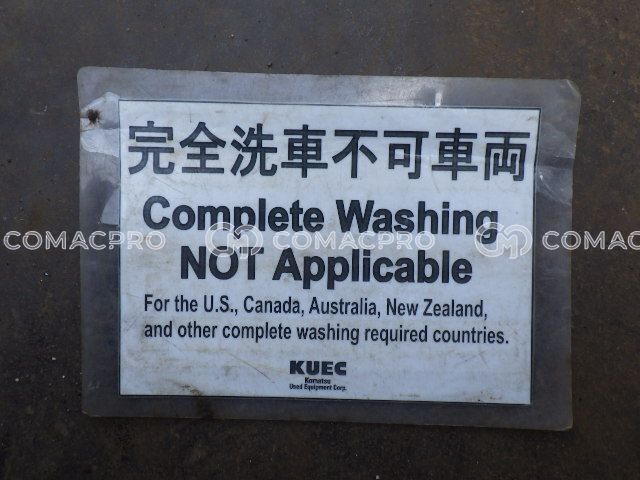 完全洗車不可車両
Complete Washing
COMACPRO COMACPRO COMACPRO
NOT Applicable
For the U.S., Canada, Australia, New Zealand,
and other complete washing required countries.
KUEC
Komatsu
Used Equipment Corp.